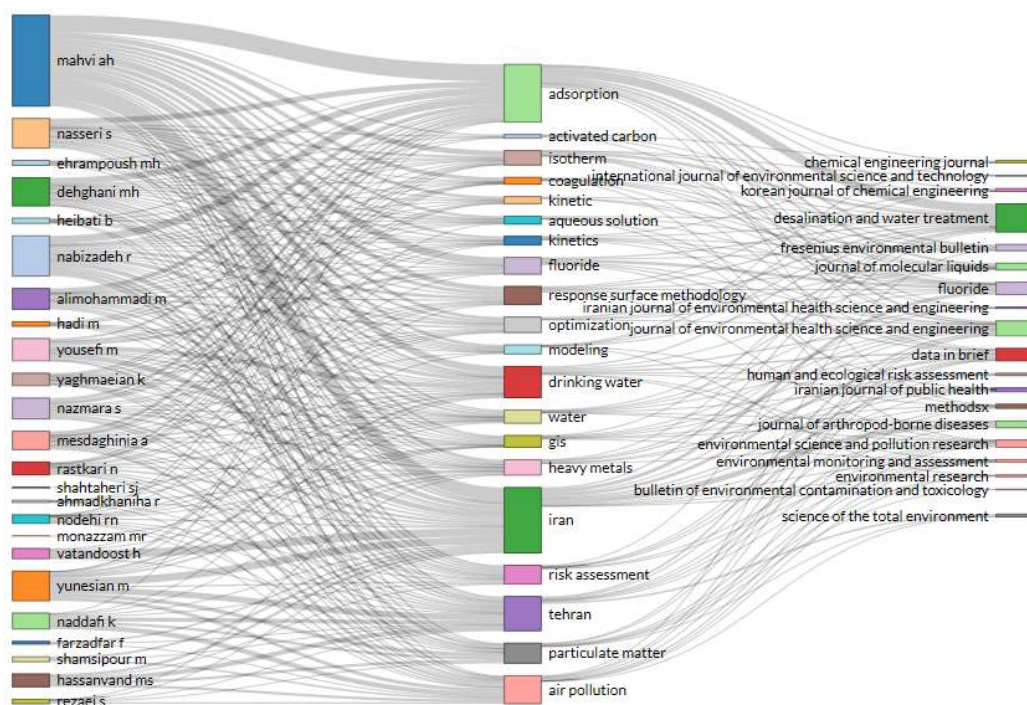 mahvi ah
nasseri s
ehrampoush mh
dehghani mh
heibati b
nabizadeh r
alimohammadi m
hadi m
yousefi m
yaghmaeian k
nazmara s
mesdaghinia a
rastkari n
shahtaheri sj
ahmadkhaniha r
nodehi rn
monazzam mr
vatandoost h
yunesian m
naddafi k
farzadfar f
shamsipour m
hassanvand ms
rezaei s
adsorption
activated carbon
isotherm
coagulation
kinetic
aqueous solution
kinetics
fluoride
response surface methodology
optimization
modeling
drinking water
water
gis
heavy metals
iran
risk assessment
tehran
particulate matter
air pollution
chemical engineering journal
international journal of environmental science and technology
korean journal of chemical engineering
desalination and water treatment
fresenius environmental bulletin
journal of molecular liquids
fluoride
iranian journal of environmental health science and engineering
journal of environmental health science and engineering
data in brief
human and ecological risk assessment
iranian journal of public health
methodsx
journal of arthropod-borne diseases
environmental science and pollution research
environmental monitoring and assessment
environmental research
bulletin of environmental contamination and toxicology
science of the total environment